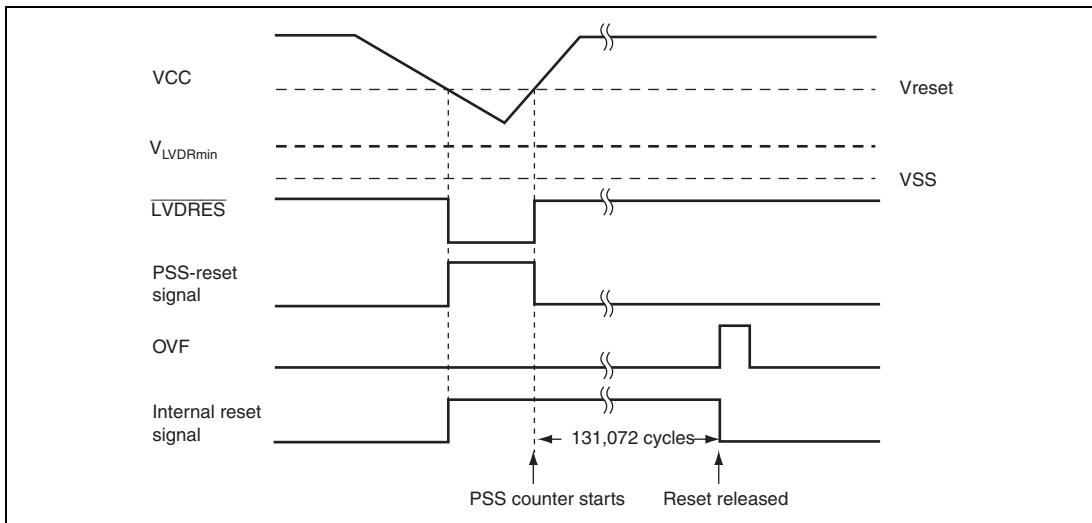 VCC
Vreset
VLVDRmin
VSS
LVDRES
PSS-reset
signal
OVF
Internal reset
signal
131,072 cycles
PSS counter starts
Reset released